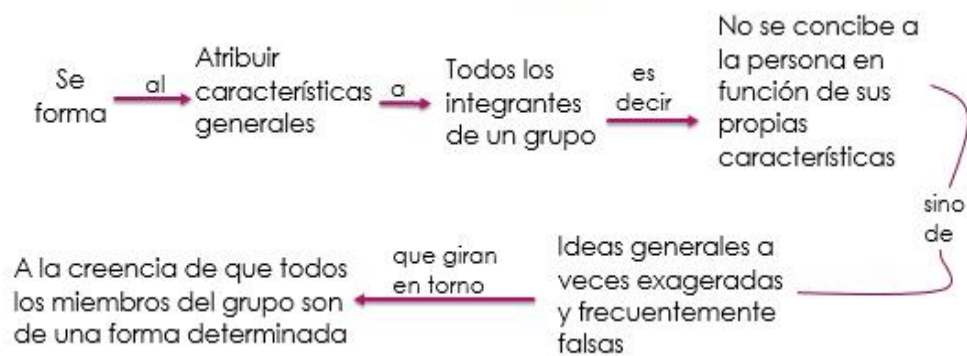 Se
forma
al
Atribuir
características
generales
a
Todos los
integrantes
de un grupo
es
decir
No se concibe a
la persona en
función de sus
propias
características
sino
de
Ideas generales a
veces exageradas
y frecuentemente
falsas
que giran
en torno
A la creencia de que todos
los miembros del grupo son
de una forma determinada